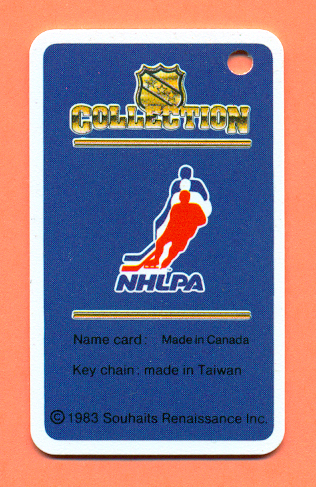 COLLECTION
NHLPA
Name card: Made in Canada
Key chain: made in Taiwan
© 1983 Souhaits Renaissance Inc.